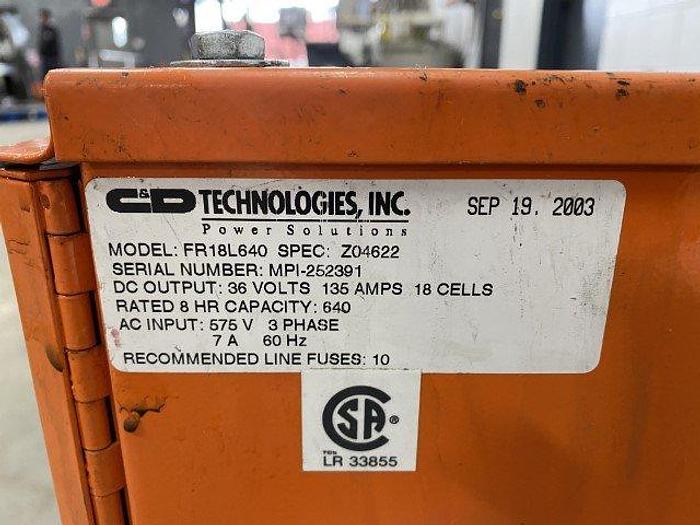 C&D TECHNOLOGIES, INC. SEP 19. 2003
Power Solutions
MODEL: FR18L640 SPEC: Z04622
SERIAL NUMBER: MPI-252391
DC OUTPUT: 36 VOLTS 135 AMPS 18 CELLS
RATED 8 HR CAPACITY: 640
AC INPUT: 575 V 3 PHASE
7 A 60 Hz
RECOMMENDED LINE FUSES: 10
CSA ®
LR 33855